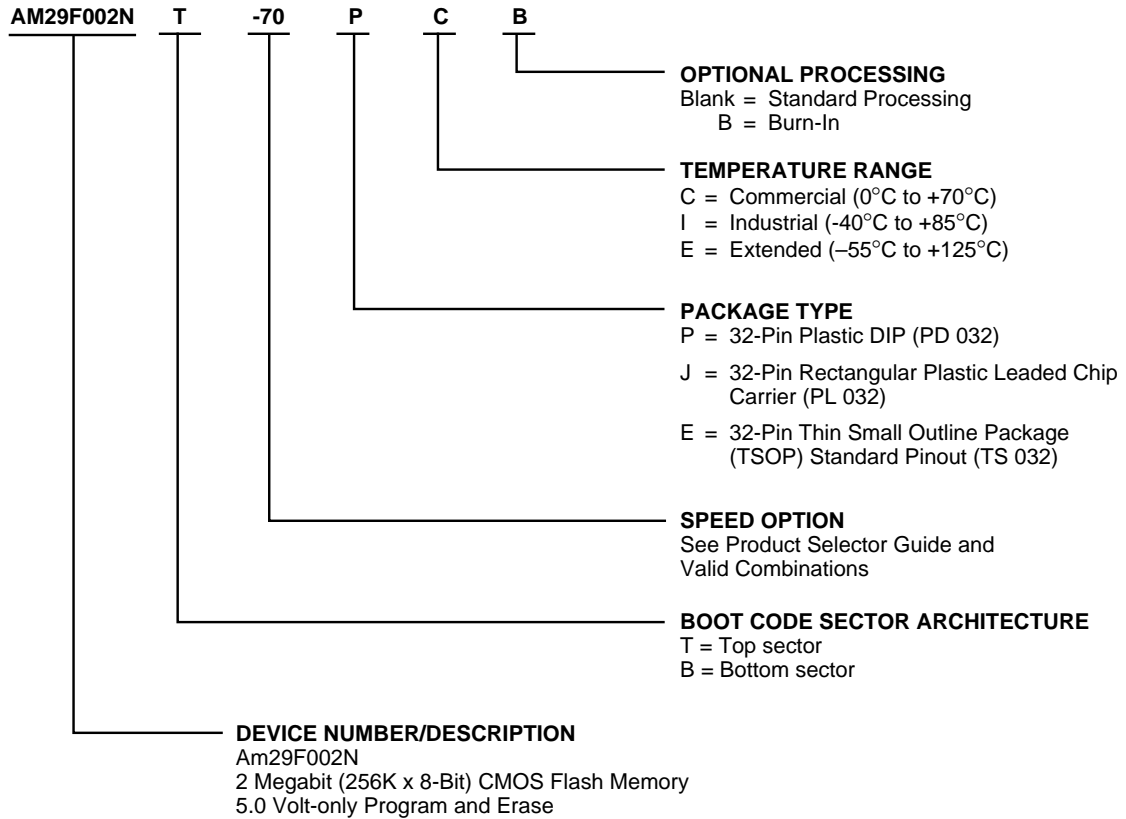 AM29F002N T -70 P C B
OPTIONAL PROCESSING
Blank = Standard Processing
B = Burn-In
TEMPERATURE RANGE
C = Commercial (0°C to +70°C)
I = Industrial (-40°C to +85°C)
E = Extended (–55°C to +125°C)
PACKAGE TYPE
P = 32-Pin Plastic DIP (PD 032)
J = 32-Pin Rectangular Plastic Leaded Chip
Carrier (PL 032)
E = 32-Pin Thin Small Outline Package
(TSOP) Standard Pinout (TS 032)
SPEED OPTION
See Product Selector Guide and
Valid Combinations
BOOT CODE SECTOR ARCHITECTURE
T = Top sector
B = Bottom sector
DEVICE NUMBER/DESCRIPTION
Am29F002N
2 Megabit (256K x 8-Bit) CMOS Flash Memory
5.0 Volt-only Program and Erase